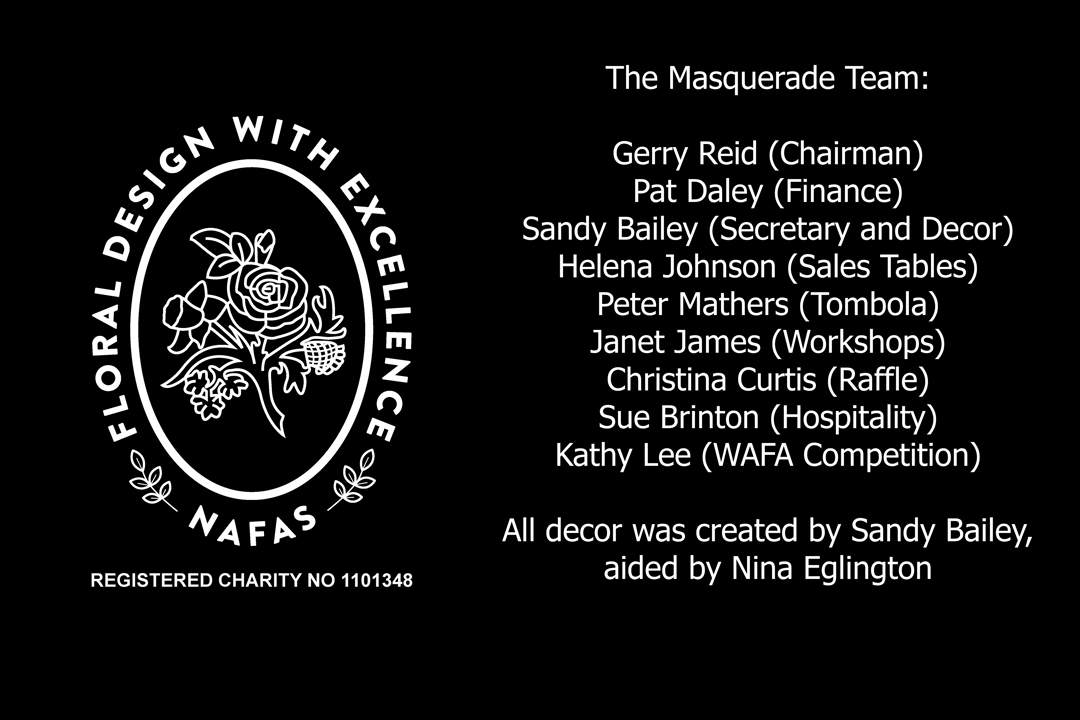 FLORAL DESIGN WITH EXCELLENCE
NAFAS
REGISTERED CHARITY NO 1101348
The Masquerade Team:
Gerry Reid (Chairman)
Pat Daley (Finance)
Sandy Bailey (Secretary and Decor)
Helena Johnson (Sales Tables)
Peter Mathers (Tombola)
Janet James (Workshops)
Christina Curtis (Raffle)
Sue Brinton (Hospitality)
Kathy Lee (WAFA Competition)
All decor was created by Sandy Bailey,
aided by Nina Eglington